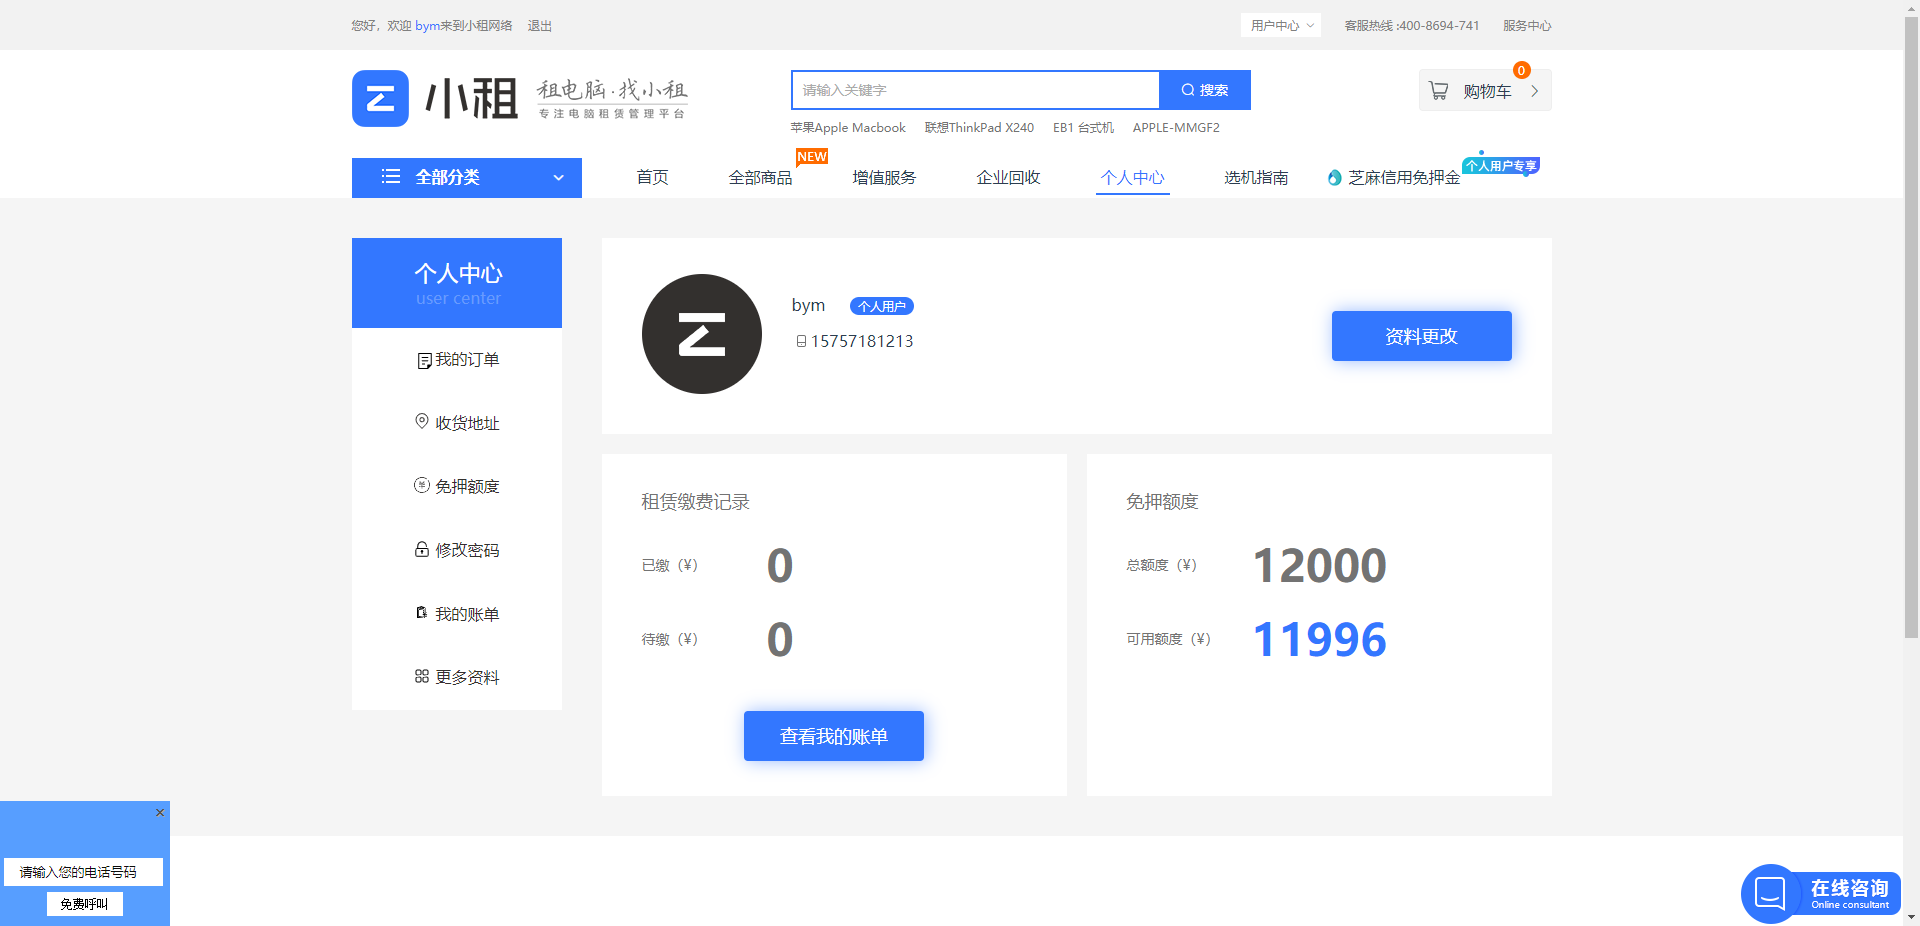 您好，欢迎 bym来到小租网络 退出
用户中心 客服热线 :400-8694-741 服务中心
小租 租电脑·找小租
专注电脑租赁管理平台
请输入关键字 搜索
0
购物车
苹果Apple Macbook 联想ThinkPad X240 EB1 台式机 APPLE-MMGF2
NEW
个人用户专享
全部分类 首页 全部商品 增值服务 企业回收 个人中心 选机指南 芝麻信用免押金
个人中心
user center
我的订单
收货地址
免押额度
修改密码
我的账单
更多资料
bym 个人用户
15757181213
资料更改
租赁缴费记录
已缴（¥） 0
待缴（¥） 0
查看我的账单
免押额度
总额度（¥） 12000
可用额度（¥） 11996
×
请输入您的电话号码
免费呼叫
在线咨询
Online consultant